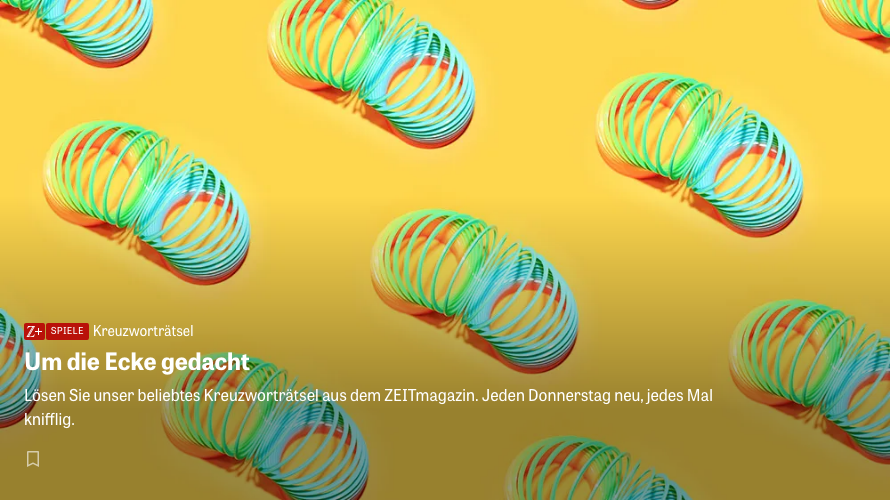 Z+ SPIELE Kreuzworträtsel
Um die Ecke gedacht
Lösen Sie unser beliebtes Kreuzworträtsel aus dem ZEITmagazin. Jeden Donnerstag neu, jedes Mal
knifflig.